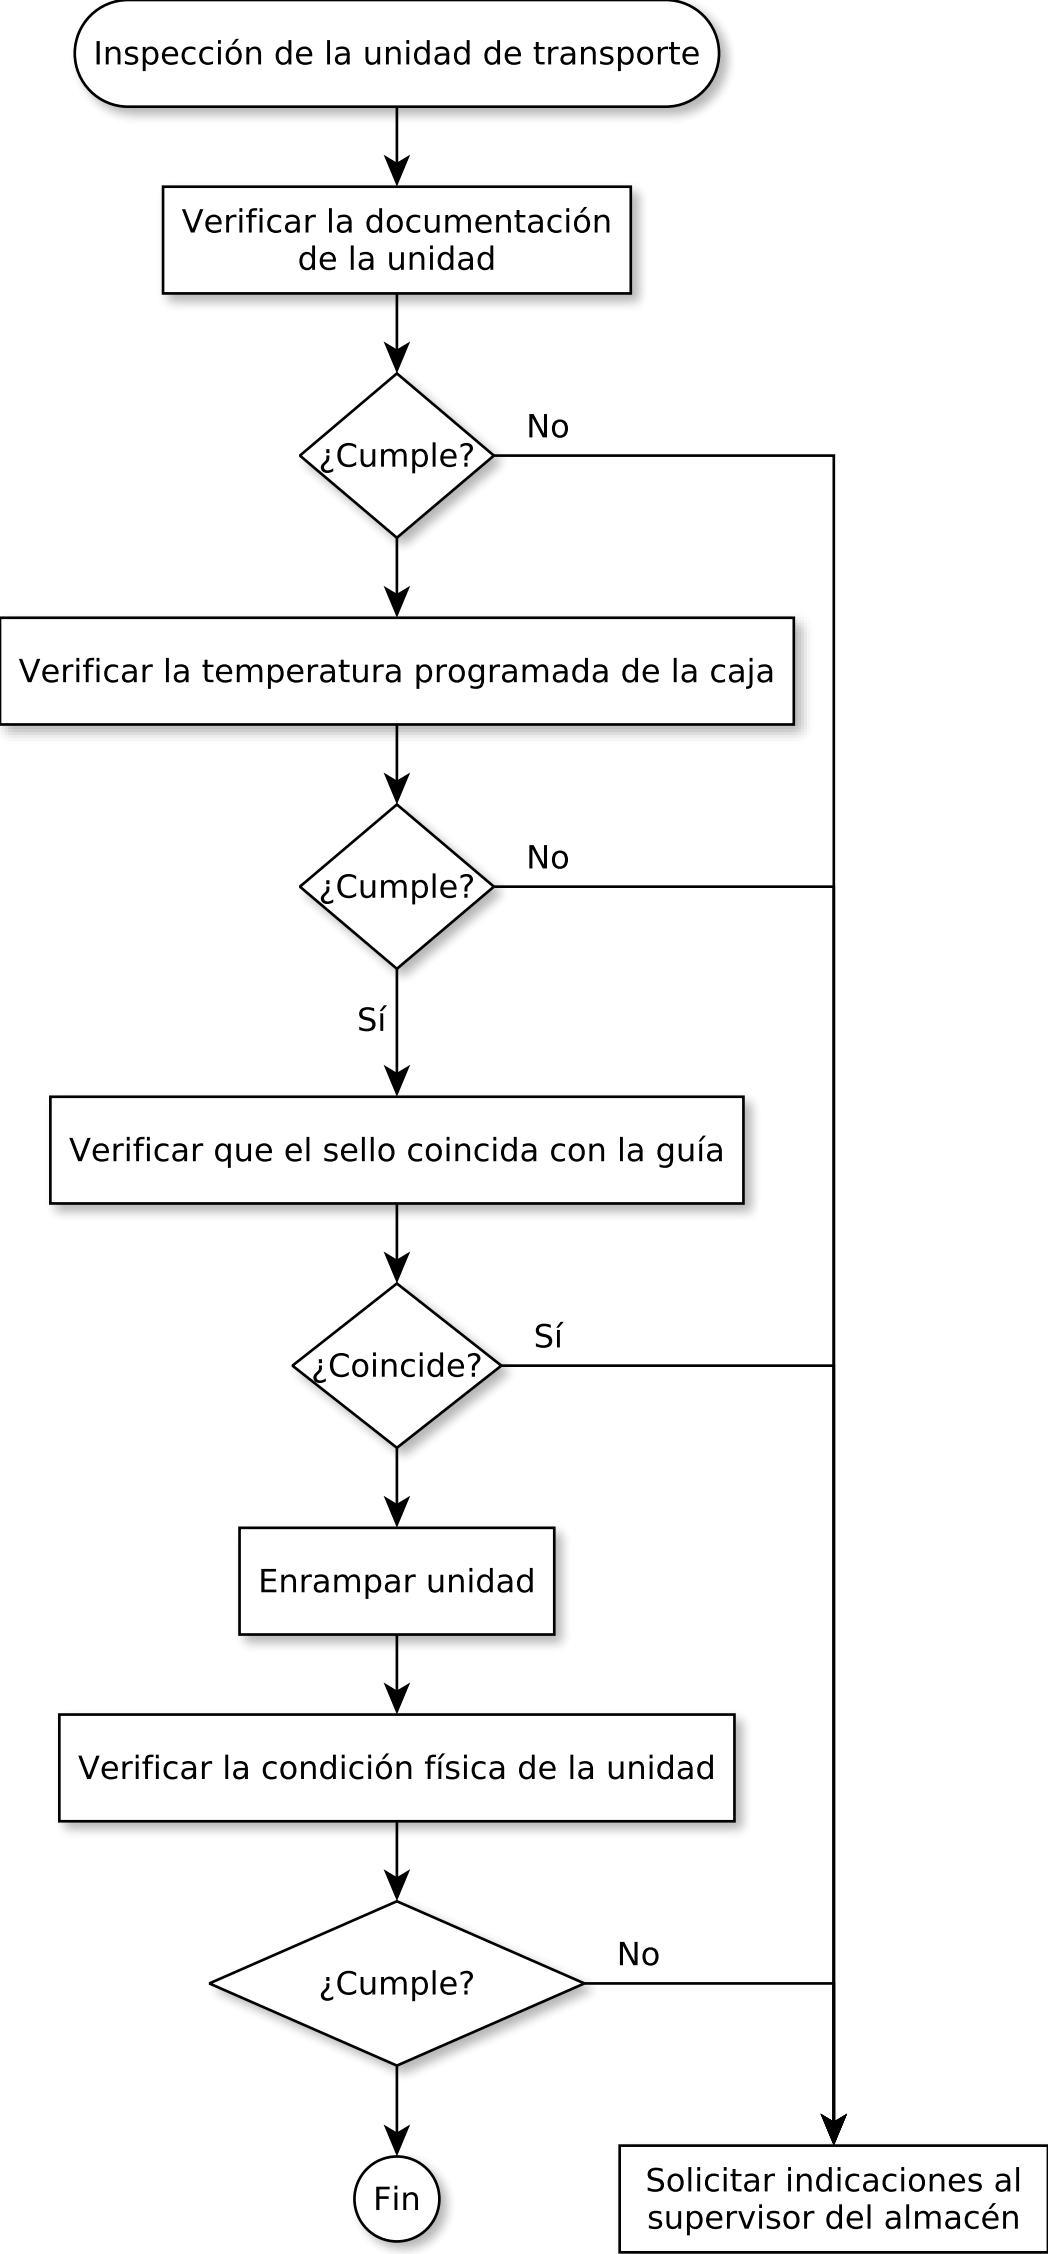 Inspección de la unidad de transporte
Verificar la documentación
de la unidad
¿Cumple?
No
Verificar la temperatura programada de la caja
¿Cumple?
No
Sí
Verificar que el sello coincida con la guía
¿Coincide?
Sí
Enrampar unidad
Verificar la condición física de la unidad
¿Cumple?
No
Fin
Solicitar indicaciones al
supervisor del almacén